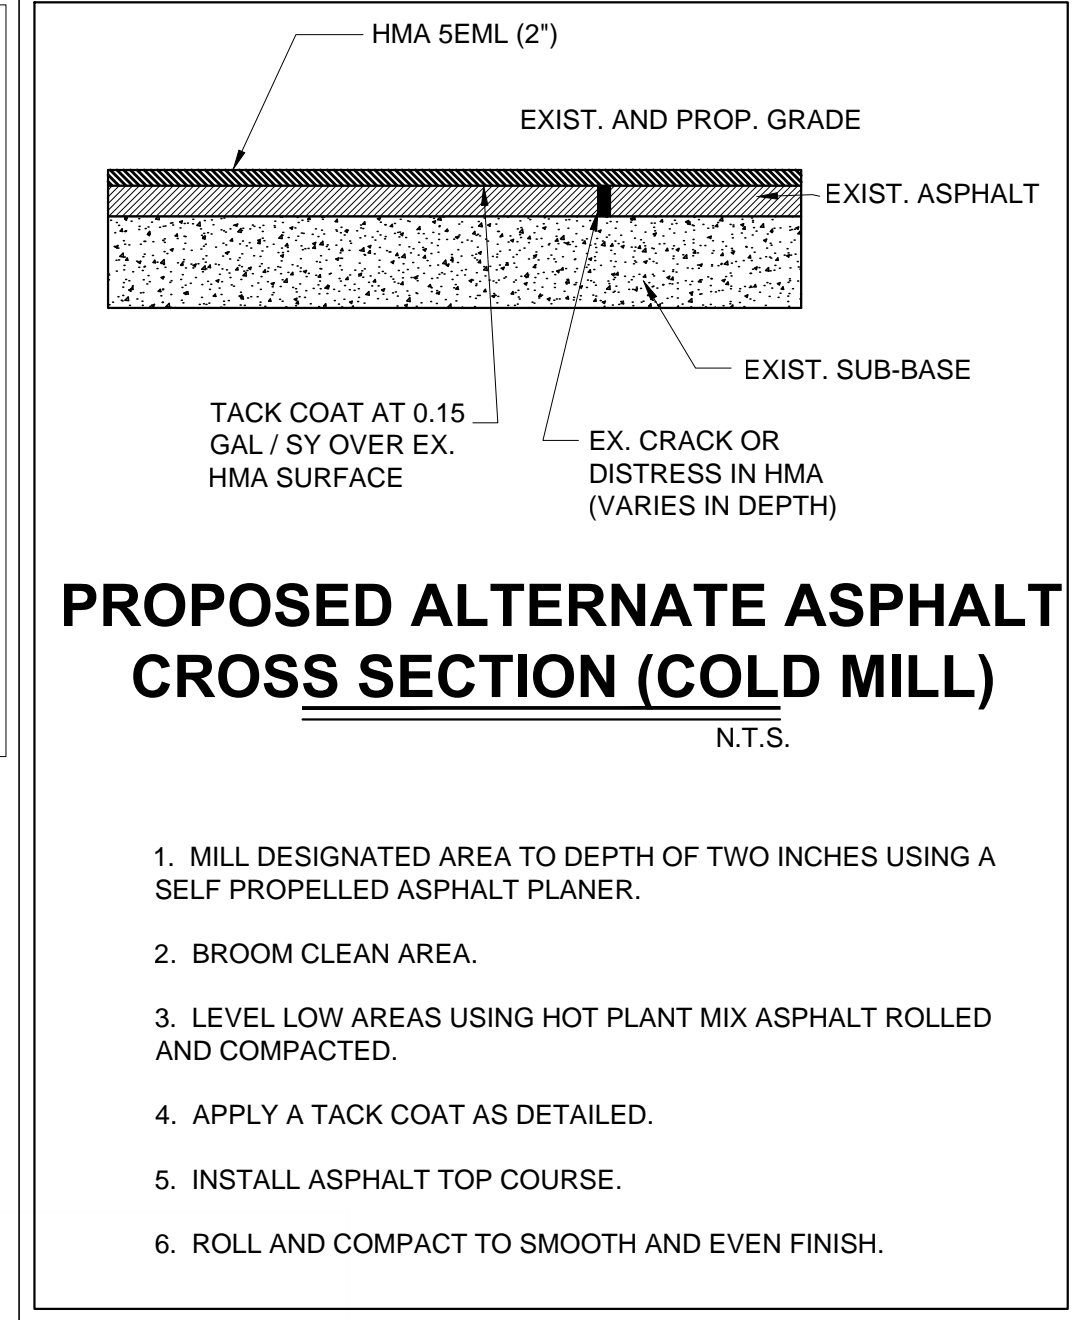 HMA 5EML (2")
EXIST. AND PROP. GRADE
EXIST. ASPHALT
EXIST. SUB-BASE
TACK COAT AT 0.15
GAL / SY OVER EX.
HMA SURFACE
EX. CRACK OR
DISTRESS IN HMA
(VARIES IN DEPTH)
PROPOSED ALTERNATE ASPHALT
CROSS SECTION (COLD MILL)
N.T.S.
1. MILL DESIGNATED AREA TO DEPTH OF TWO INCHES USING A
SELF PROPELLED ASPHALT PLANER.
2. BROOM CLEAN AREA.
3. LEVEL LOW AREAS USING HOT PLANT MIX ASPHALT ROLLED
AND COMPACTED.
4. APPLY A TACK COAT AS DETAILED.
5. INSTALL ASPHALT TOP COURSE.
6. ROLL AND COMPACT TO SMOOTH AND EVEN FINISH.